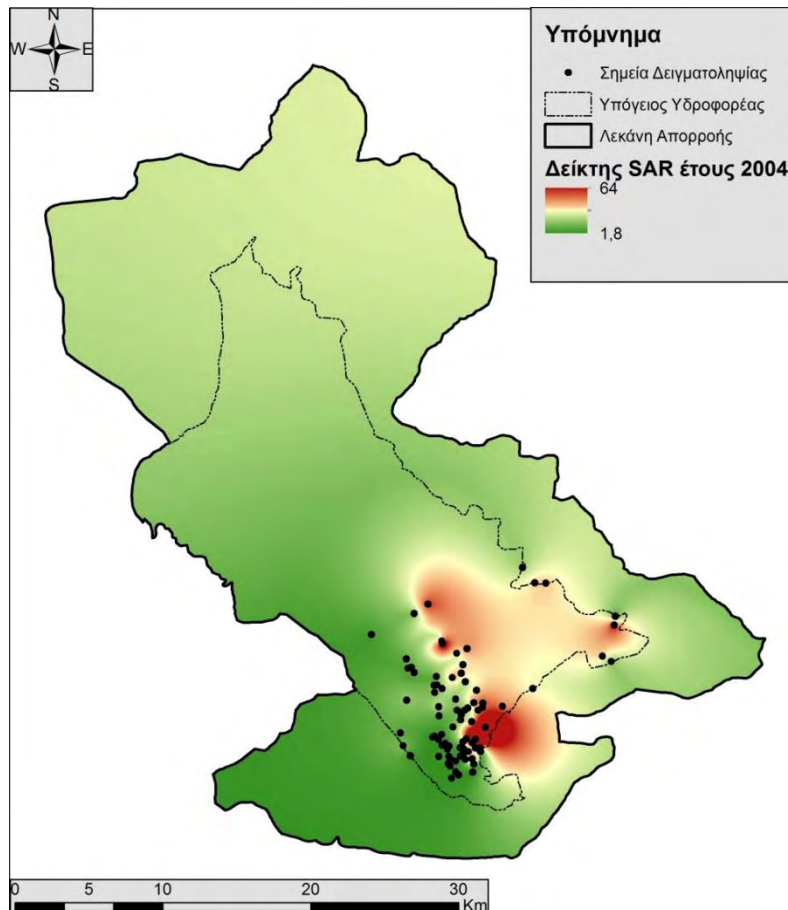 N
W E
S
Υπόμνημα
Σημεία Δειγματοληψίας
Υπόγειος Υδροφορέας
Λεκάνη Απορροής
Δείκτης SAR έτους 2004
64
1,8
0 5 10 20 30
Km